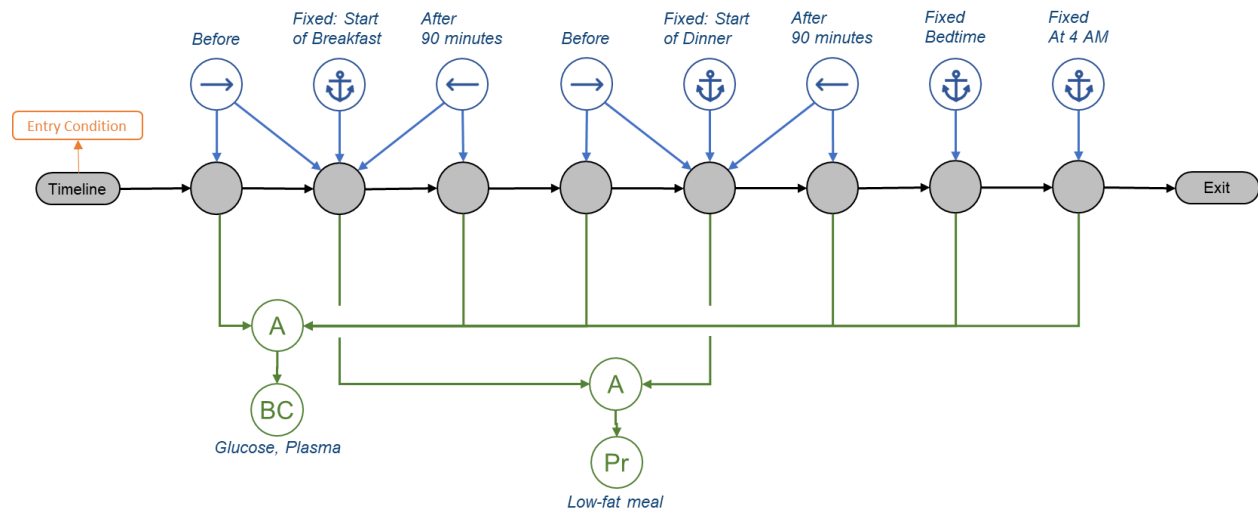 Before
Fixed: Start
of Breakfast
After
90 minutes
Before
Fixed: Start
of Dinner
After
90 minutes
Fixed
Bedtime
Fixed
At 4 AM
Entry Condition
Timeline
Exit
A
A
BC
Glucose, Plasma
Pr
Low-fat meal